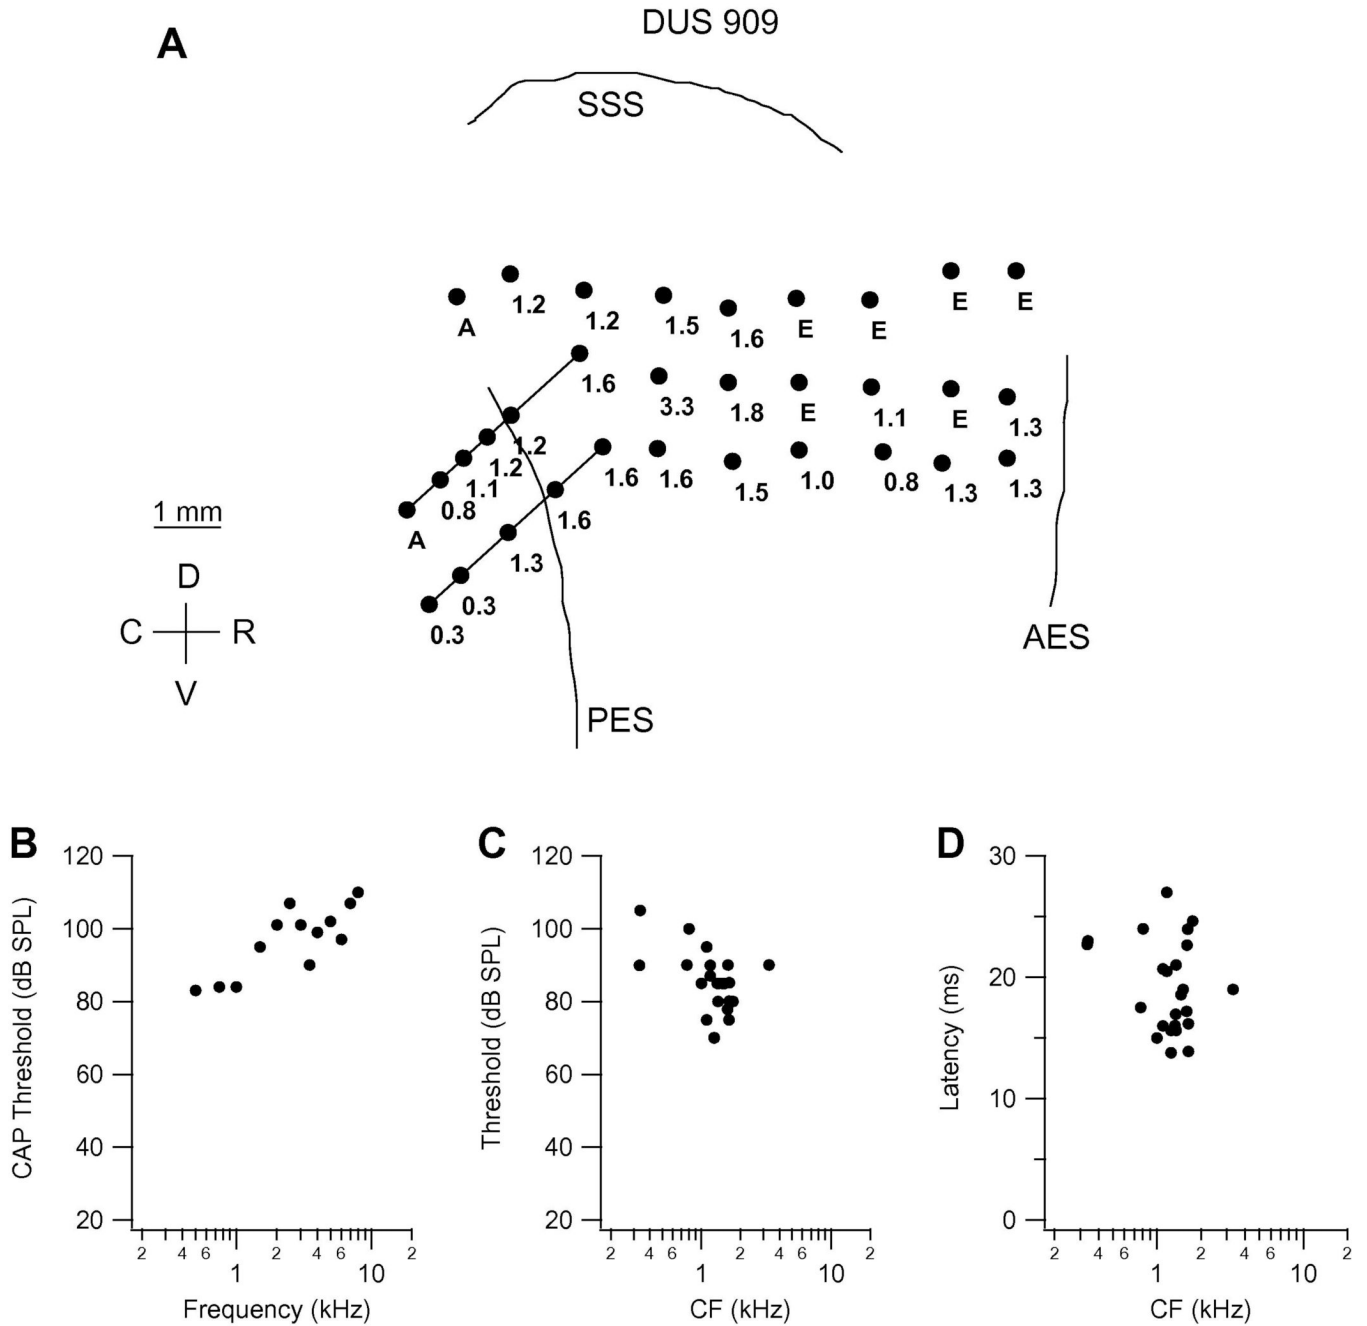 DUS 909
A
SSS
A 1.2 1.2 1.5 1.6 E E E E
1.6 3.3 1.8 E 1.1 E 1.3
1.2
1.2
1.1
0.8
A
1.6 1.6 1.5 1.0 0.8 1.3 1.3
1.6
1.3
0.3
0.3
1 mm
D
C R
V
PES
AES
B
CAP Threshold (dB SPL)
120
100
80
60
40
20
2 4 6 2 4 6 2
1 10
Frequency (kHz)
C
Threshold (dB SPL)
120
100
80
60
40
20
2 4 6 2 4 6 2
1 10
CF (kHz)
D
Latency (ms)
30
20
10
0
2 4 6 2 4 6 2
1 10
CF (kHz)